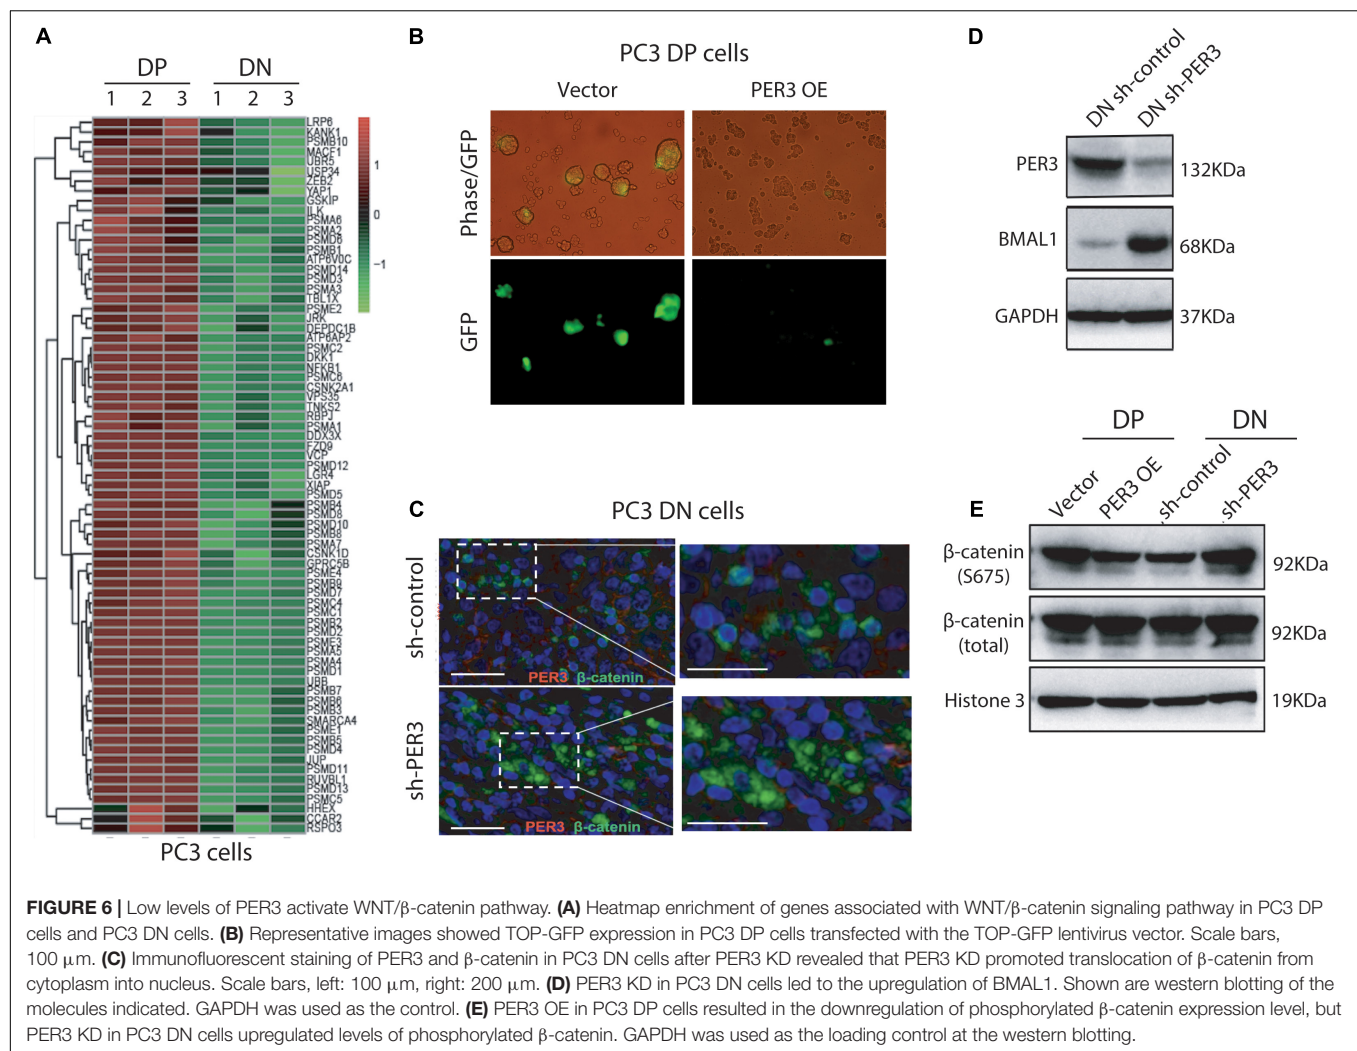 A
DP
DN
1 2 3 1 2 3
LRP6
KANK1
PSMB10
MACF1
UBR5
USP34
ZEB2
YAP1
GSKIP
ILK
PSMA6
PSMA2
PSMD6
PSMB1
ATP6V0C
PSMD14
PSMD3
PSMA3
TBL1X
PSME2
JRK
DEPDC1B
ATP6AP2
PSMC2
DKK1
NFKB1
PSMC6
CSNK2A1
VPS35
TNKS2
RBPJ
PSMA1
DDX3X
FZD9
VCP
PSMD12
LGR4
XIAP
PSMD5
PSMB4
PSMD8
PSMD10
PSMB8
PSMA7
CSNK1D
GPRC5B
PSME4
PSMB9
PSMD7
PSMC4
PSMC1
PSMB2
PSMD2
PSME3
PSMA5
PSMA4
PSMD1
UBB
PSMB7
PSMB6
PSMB3
SMARCA4
PSME1
PSMB5
PSMD4
JUP
PSMD11
RUVBL1
PSMD13
PSMC5
HHEX
CCAR2
RSPO3
1
0
−1
PC3 cells
B
PC3 DP cells
Vector
PER3 OE
Phase/GFP
GFP
C
PC3 DN cells
sh-control
PER3 β-catenin
sh-PER3
PER3 β-catenin
D
DN sh-control
DN sh-PER3
PER3
132KDa
BMAL1
68KDa
GAPDH
37KDa
E
DP
DN
Vector
PER3 OE
sh-control
sh-PER3
β-catenin
(S675)
92KDa
β-catenin
(total)
92KDa
Histone 3
19KDa
FIGURE 6 | Low levels of PER3 activate WNT/β-catenin pathway. (A) Heatmap enrichment of genes associated with WNT/β-catenin signaling pathway in PC3 DP
cells and PC3 DN cells. (B) Representative images showed TOP-GFP expression in PC3 DP cells transfected with the TOP-GFP lentivirus vector. Scale bars,
100 μm. (C) Immunofluorescent staining of PER3 and β-catenin in PC3 DN cells after PER3 KD revealed that PER3 KD promoted translocation of β-catenin from
cytoplasm into nucleus. Scale bars, left: 100 μm, right: 200 μm. (D) PER3 KD in PC3 DN cells led to the upregulation of BMAL1. Shown are western blotting of the
molecules indicated. GAPDH was used as the control. (E) PER3 OE in PC3 DP cells resulted in the downregulation of phosphorylated β-catenin expression level, but
PER3 KD in PC3 DN cells upregulated levels of phosphorylated β-catenin. GAPDH was used as the loading control at the western blotting.